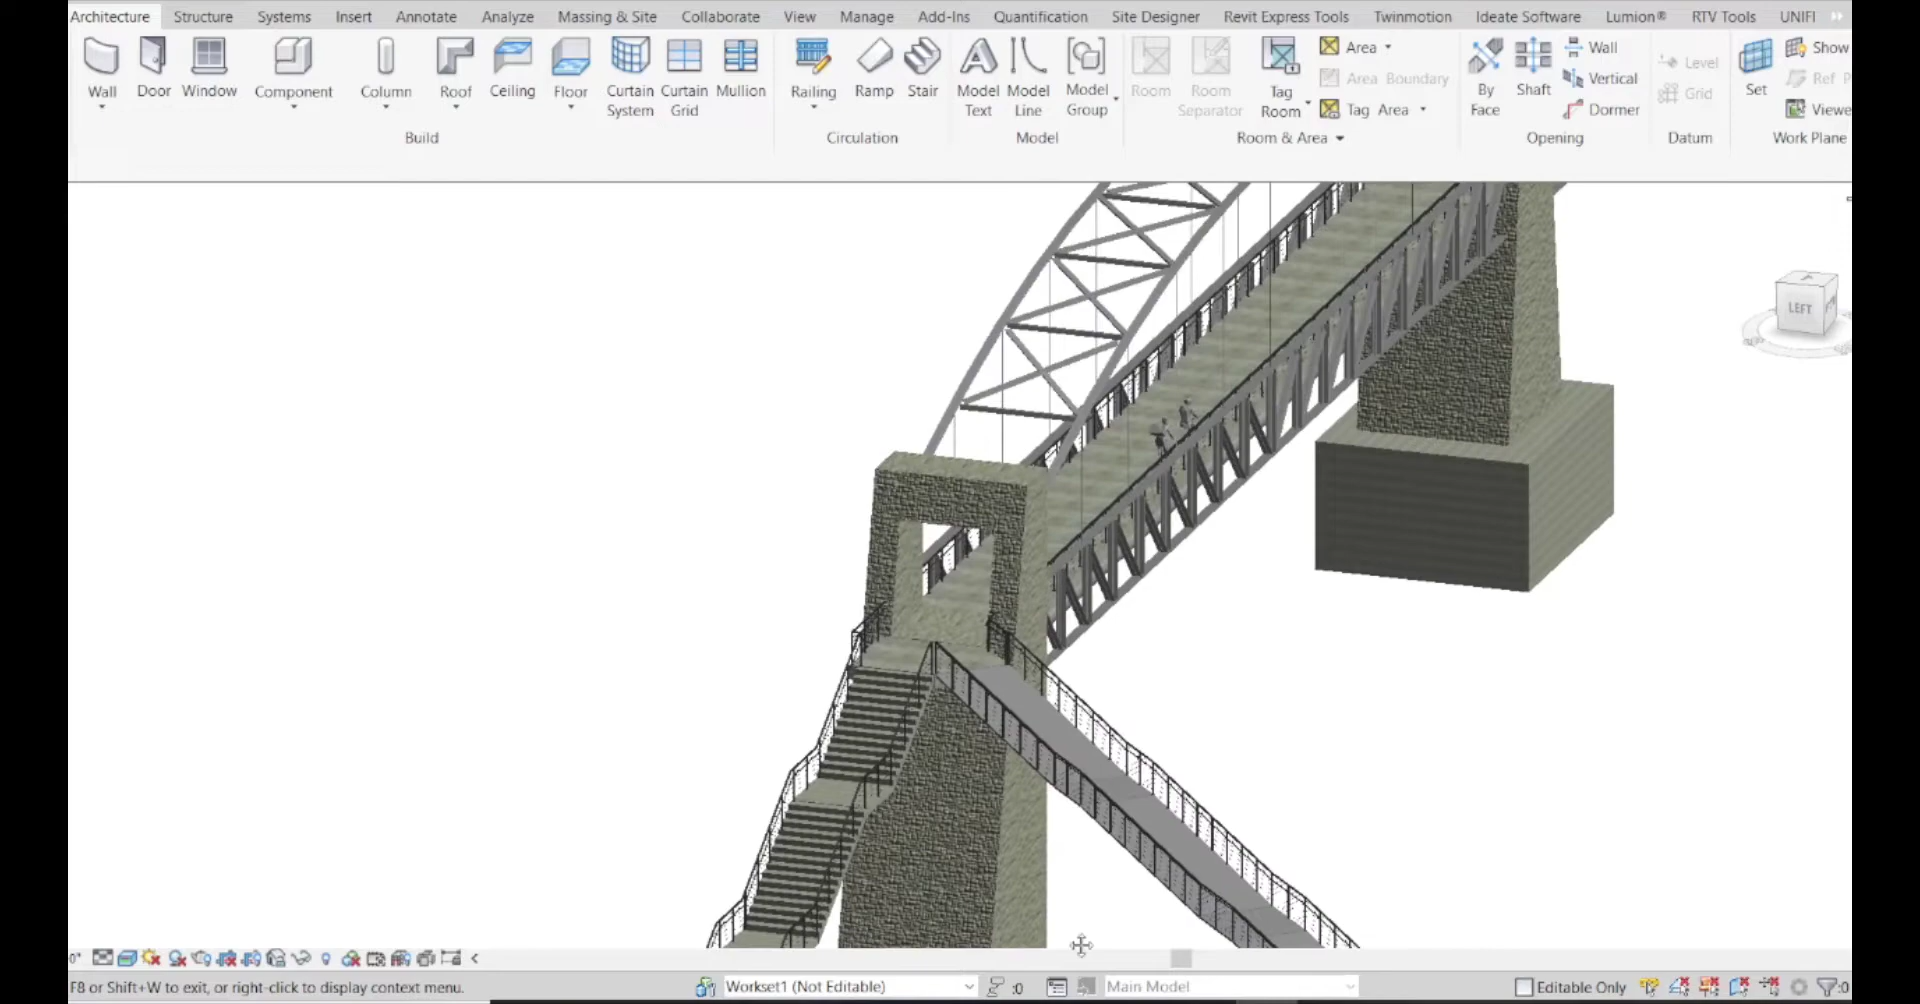 Architecture Structure Systems Insert Annotate Analyze Massing & Site Collaborate View Manage Add-Ins Quantification Site Designer Revit Express Tools Twinmotion Ideate Software Lumion® RTV Tools UNIFI
Wall Door Window Component Column Roof Ceiling Floor Curtain System Curtain Grid Mullion
Build
Railing Ramp Stair
Circulation
Model Text Model Line Model Group
Model
Room Room Separator Tag Room
Area
Area Boundary
Tag Area
Room & Area
By Face Shaft
Wall
Vertical
Dormer
Opening
Level
Grid
Datum
Set
Show
Ref P
Viewe
Work Plane
LEFT
F8 or Shift+W to exit, or right-click to display context menu.
Workset1 (Not Editable)
:0
Main Model
Editable Only
:0